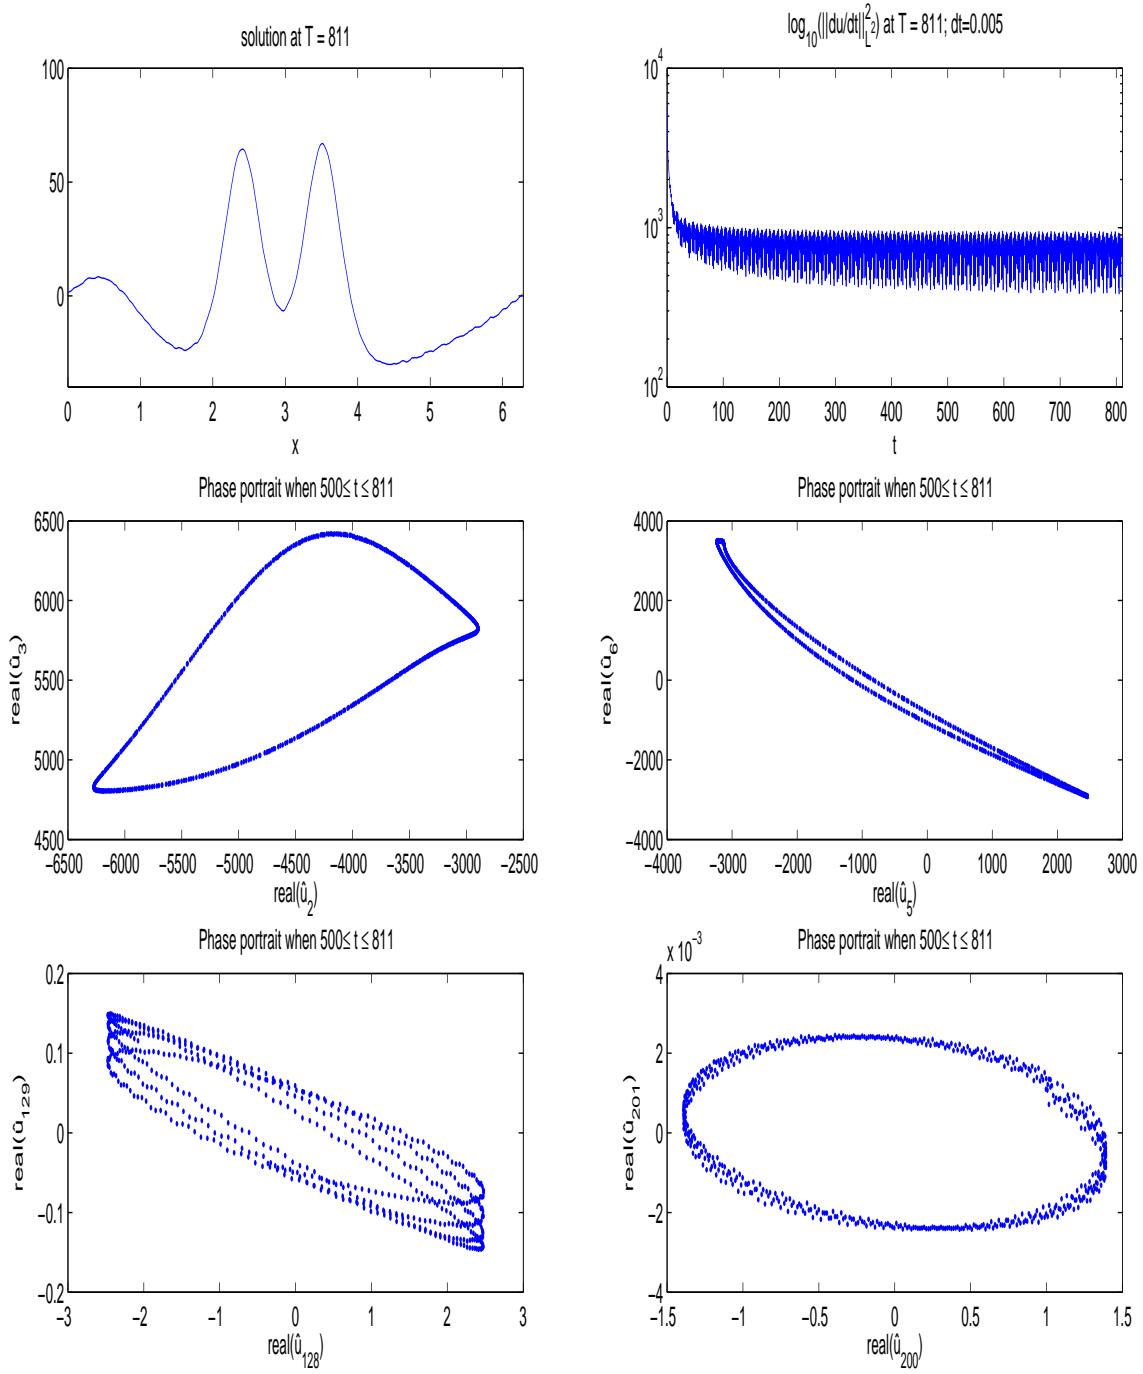 solution at T = 811
100
50
0
0 1 2 3 4 5 6
x
log₁₀(||du/dt||²_L²) at T = 811; dt=0.005
10⁴
10³
10²
0 100 200 300 400 500 600 700 800
t
Phase portrait when 500≤ t ≤ 811
6500
6000
5500
5000
4500
real(û₃)
−6500 −6000 −5500 −5000 −4500 −4000 −3500 −3000 −2500
real(û₂)
Phase portrait when 500≤ t ≤ 811
4000
2000
0
−2000
−4000
real(û₆)
−4000 −3000 −2000 −1000 0 1000 2000 3000
real(û₅)
Phase portrait when 500≤ t ≤ 811
0.2
0.1
0
−0.1
−0.2
real(û₁₂₉)
−3 −2 −1 0 1 2 3
real(û₁₂₈)
Phase portrait when 500≤ t ≤ 811
x 10⁻³
4
2
0
−2
−4
real(û₂₀₁)
−1.5 −1 −0.5 0 0.5 1 1.5
real(û₂₀₀)